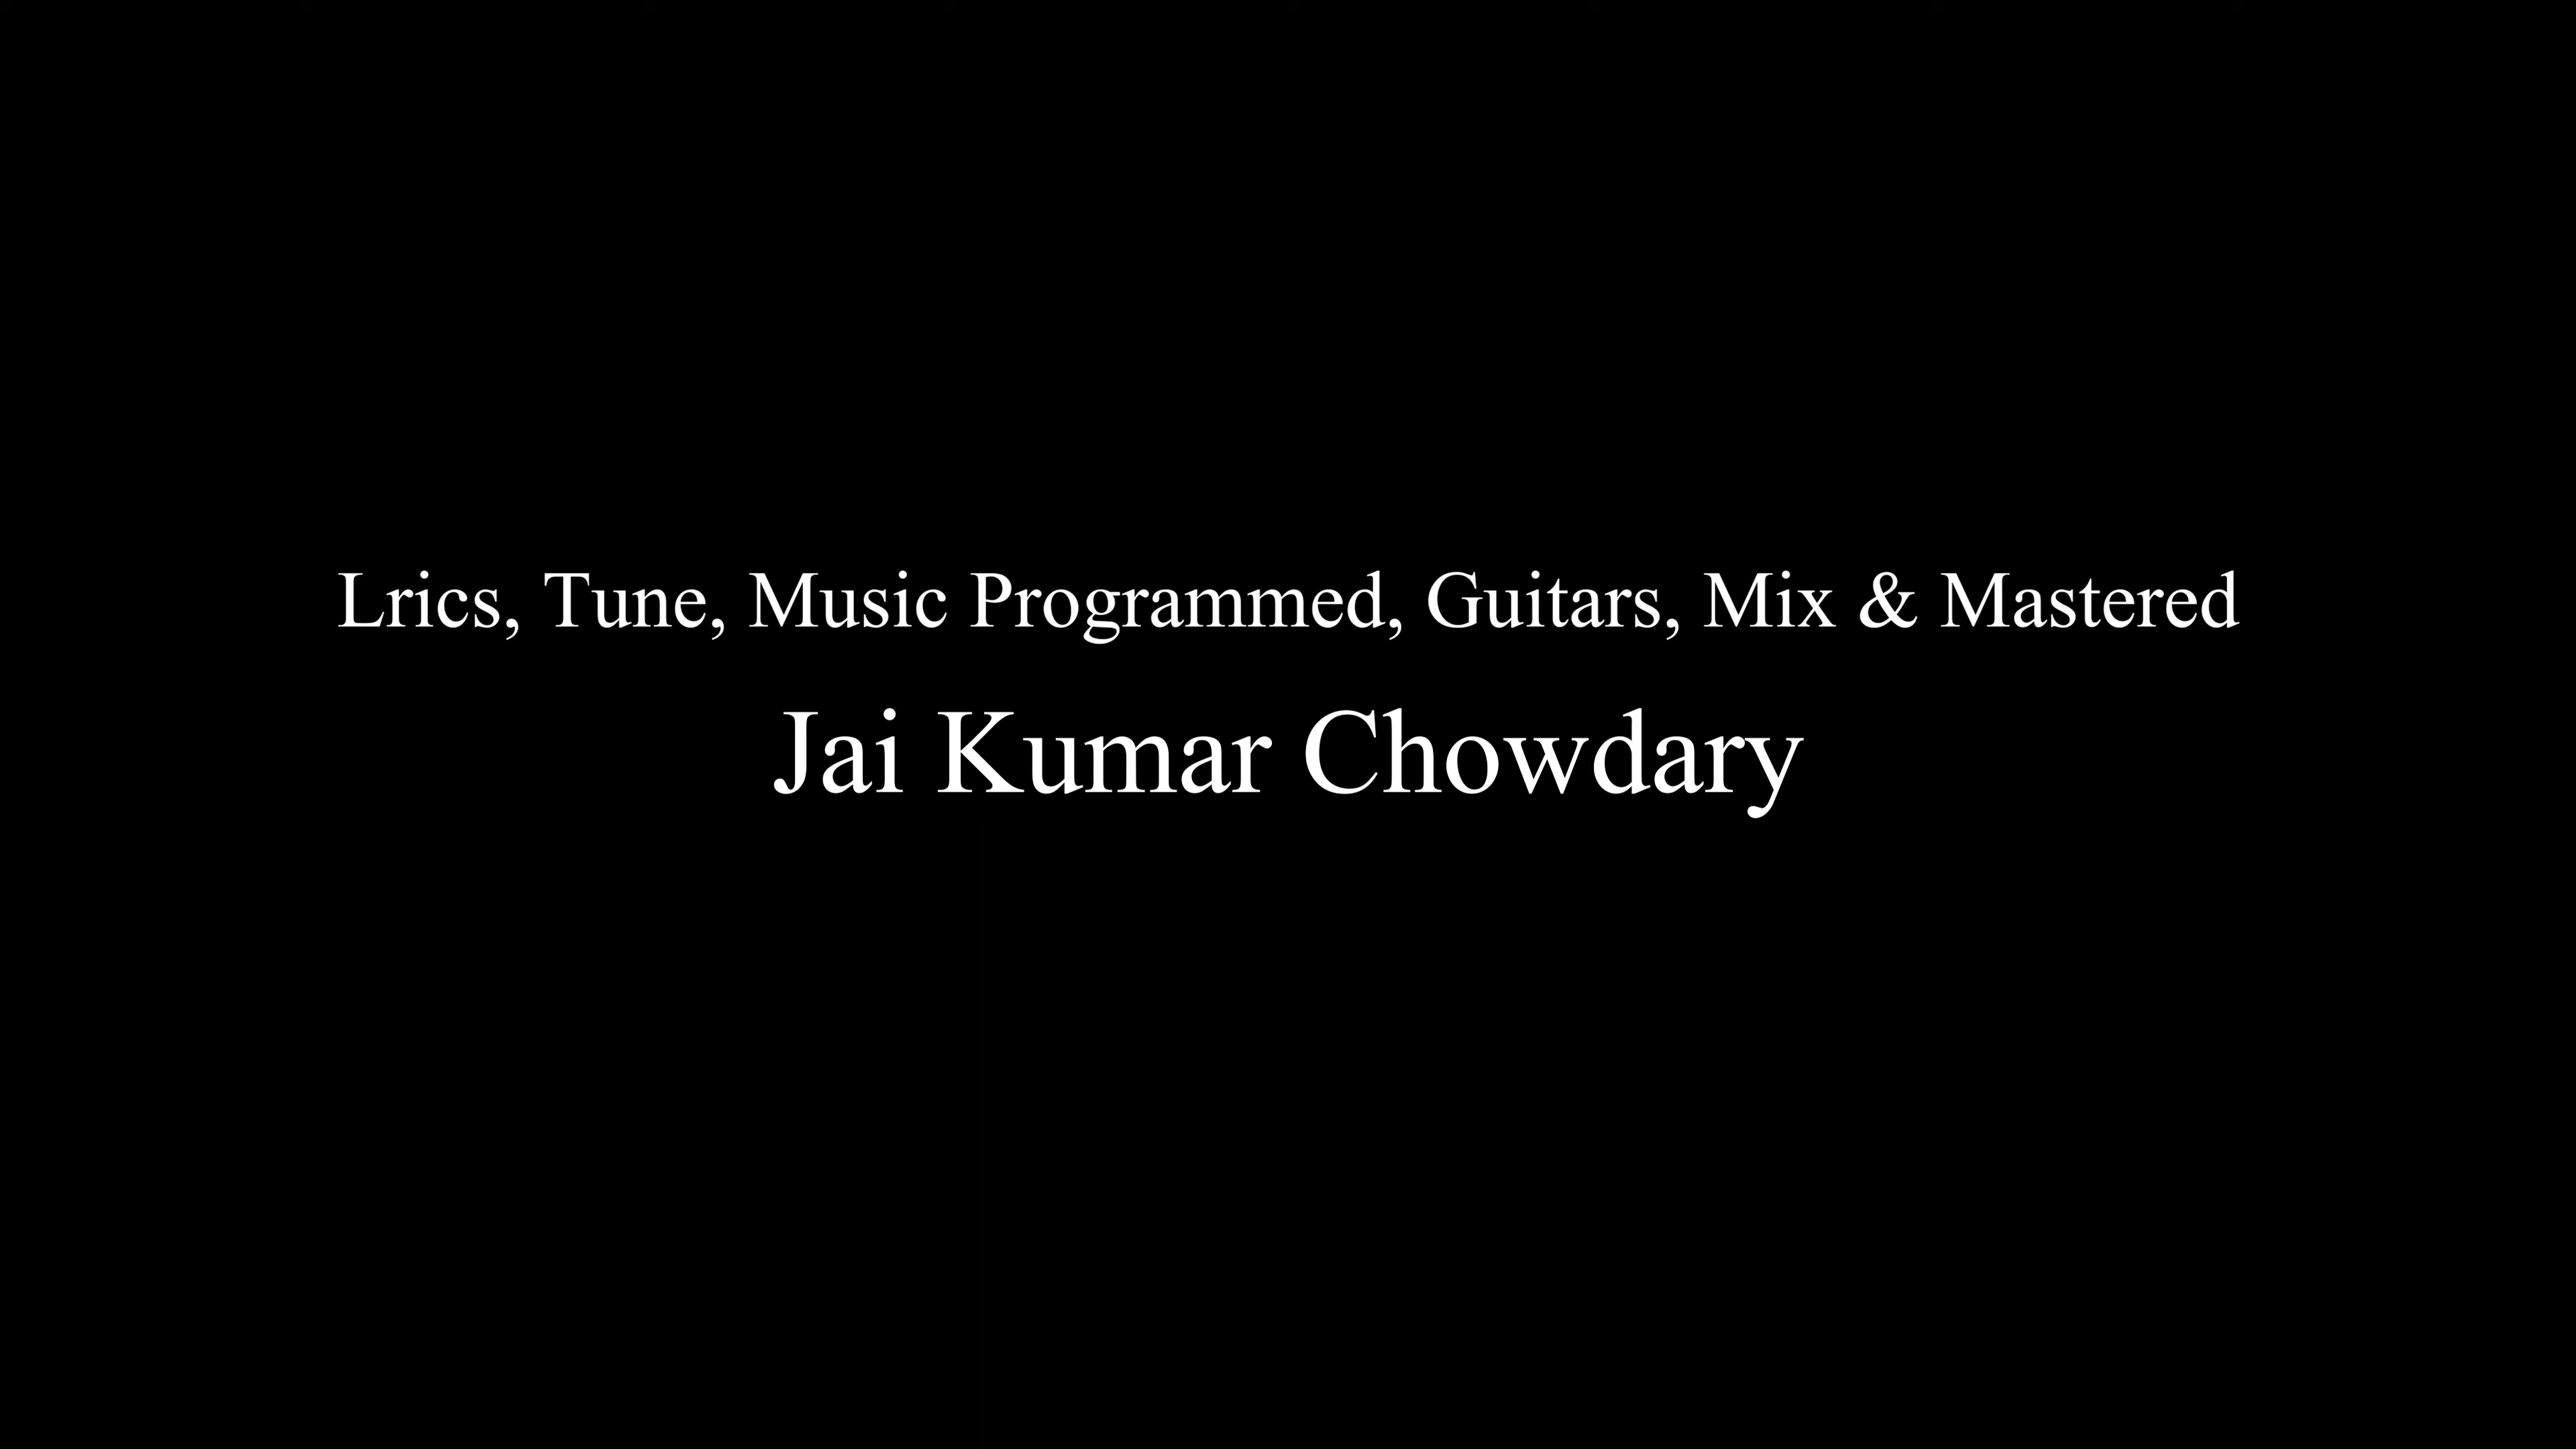 Lrics, Tune, Music Programmed, Guitars, Mix & Mastered
Jai Kumar Chowdary